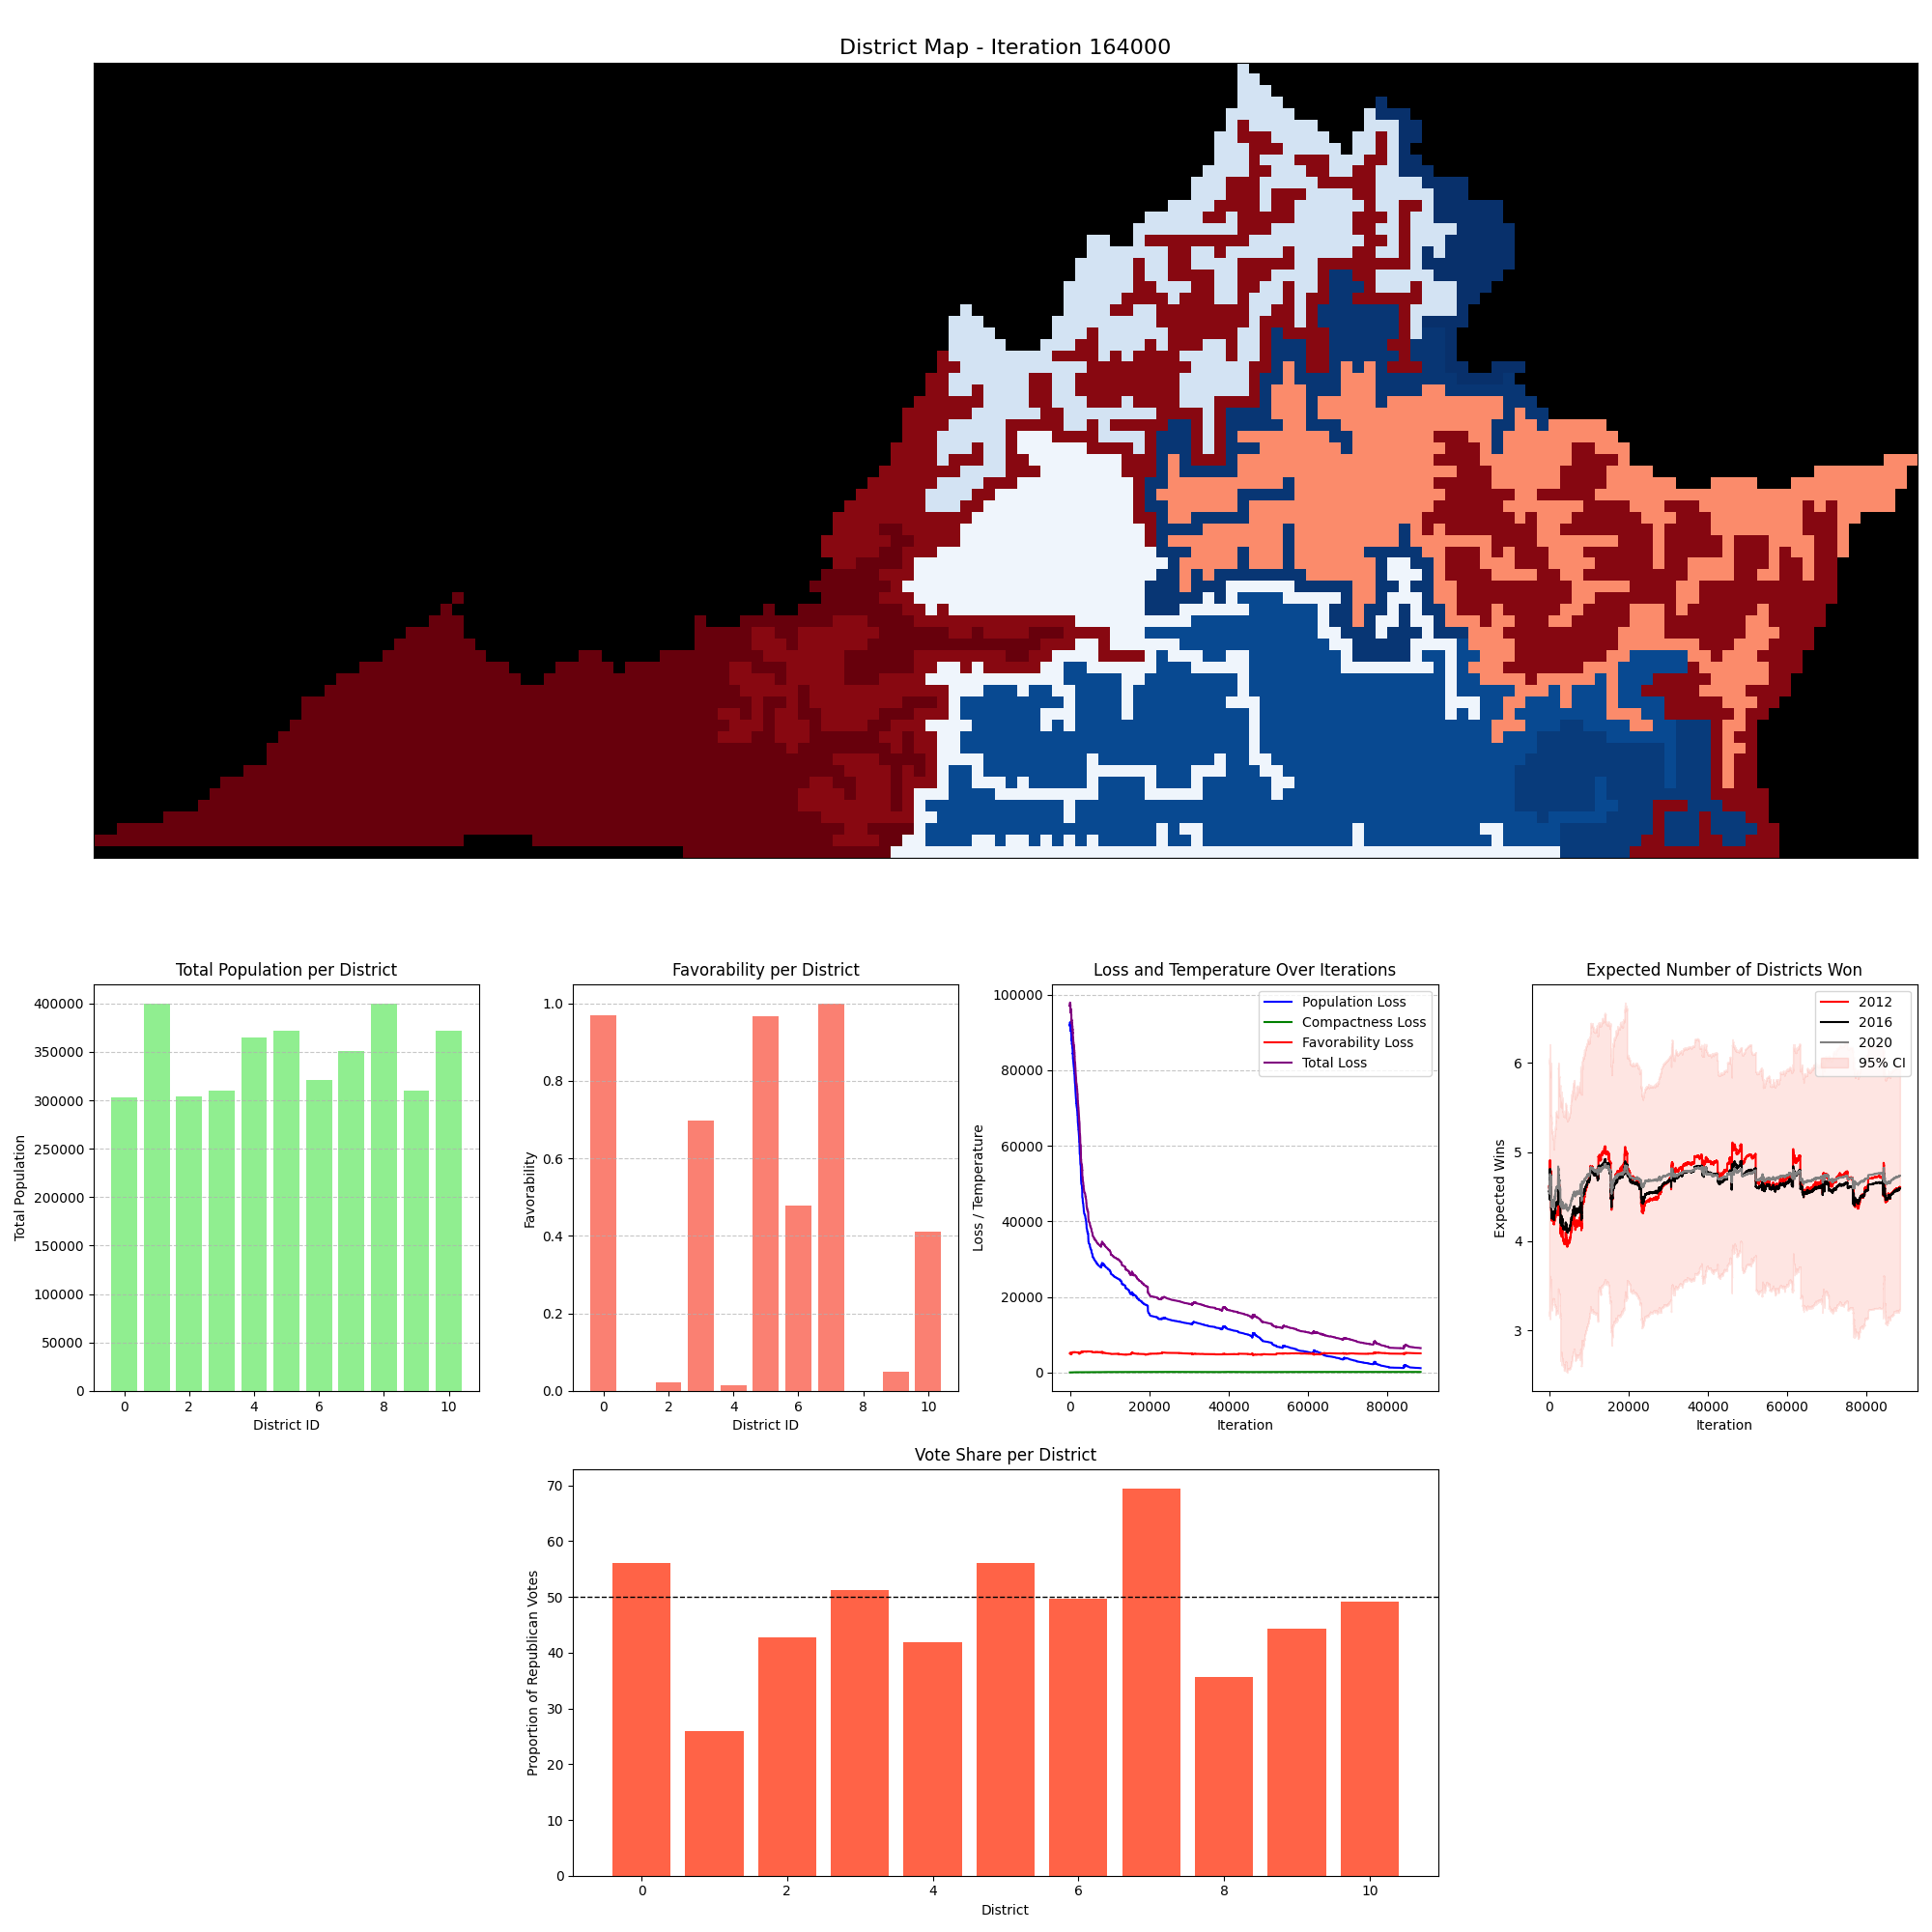 District Map - Iteration 164000
Total Population per District
Total Population
400000
350000
300000
250000
200000
150000
100000
50000
0
0 2 4 6 8 10
District ID
Favorability per District
Favorability
1.0
0.8
0.6
0.4
0.2
0.0
0 2 4 6 8 10
District ID
Loss and Temperature Over Iterations
Loss / Temperature
100000
80000
60000
40000
20000
0
Population Loss
Compactness Loss
Favorability Loss
Total Loss
0 20000 40000 60000 80000
Iteration
Expected Number of Districts Won
Expected Wins
6
5
4
3
2012
2016
2020
95% CI
0 20000 40000 60000 80000
Iteration
Vote Share per District
Proportion of Republican Votes
70
60
50
40
30
20
10
0
0 2 4 6 8 10
District